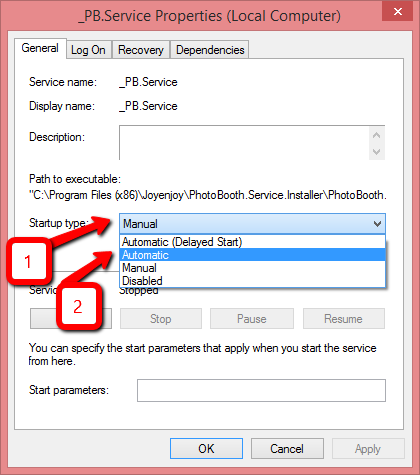 _PB.Service Properties (Local Computer)
General Log On Recovery Dependencies
Service name: _PB.Service
Display name: _PB.Service
Description:
Path to executable:
"C:\Program Files (x86)\Joyenjoy\PhotoBooth.Service.Installer\PhotoBooth.
Startup type: Manual
Automatic (Delayed Start)
Automatic
1
Manual
Disabled
Servic Stopped
2
Stop Pause Resume
You can specify the start parameters that apply when you start the service
from here.
Start parameters:
OK Cancel Apply